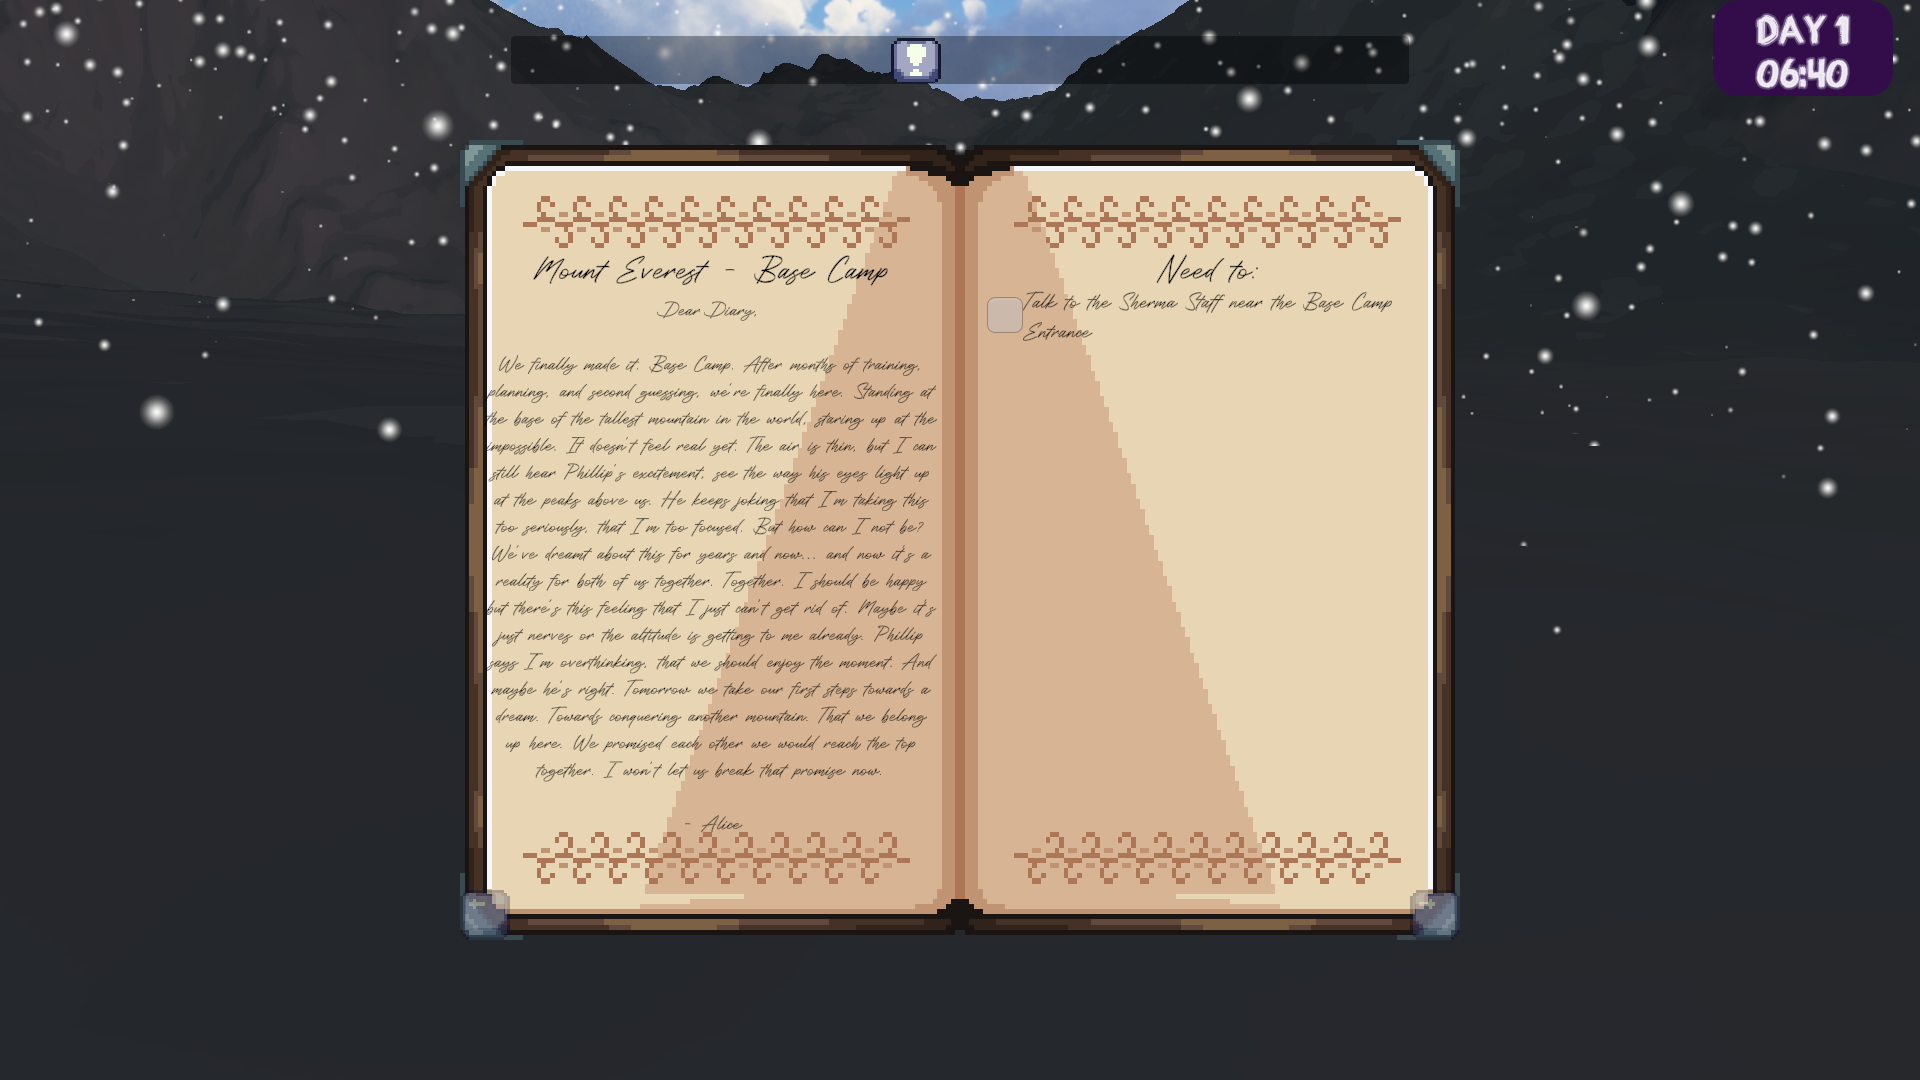 DAY 1
06:40
Mount Everest - Base Camp
Dear Diary,
We finally made it. Base Camp. After months of training,
planning, and second guessing, we're finally here. Standing at
the base of the tallest mountain in the world, staring up at the
impossible. It doesn't feel real yet. The air is thin, but I can
still hear Phillip's excitement, see the way his eyes light up
at the peaks above us. He keeps joking that I'm taking this
too seriously, that I'm too focused. But how can I not be?
We've dreamt about this for years and now... and now it's a
reality for both of us together. Together. I should be happy
but there's this feeling that I just can't get rid of. Maybe it's
just nerves or the altitude is getting to me already. Phillip
says I'm overthinking, that we should enjoy the moment. And
maybe he's right. Tomorrow we take our first steps towards a
dream. Towards conquering another mountain. That we belong
up here. We promised each other we would reach the top
together. I won't let us break that promise now.
- Alice
Need to:
Talk to the Sherma Staff near the Base Camp
Entrance